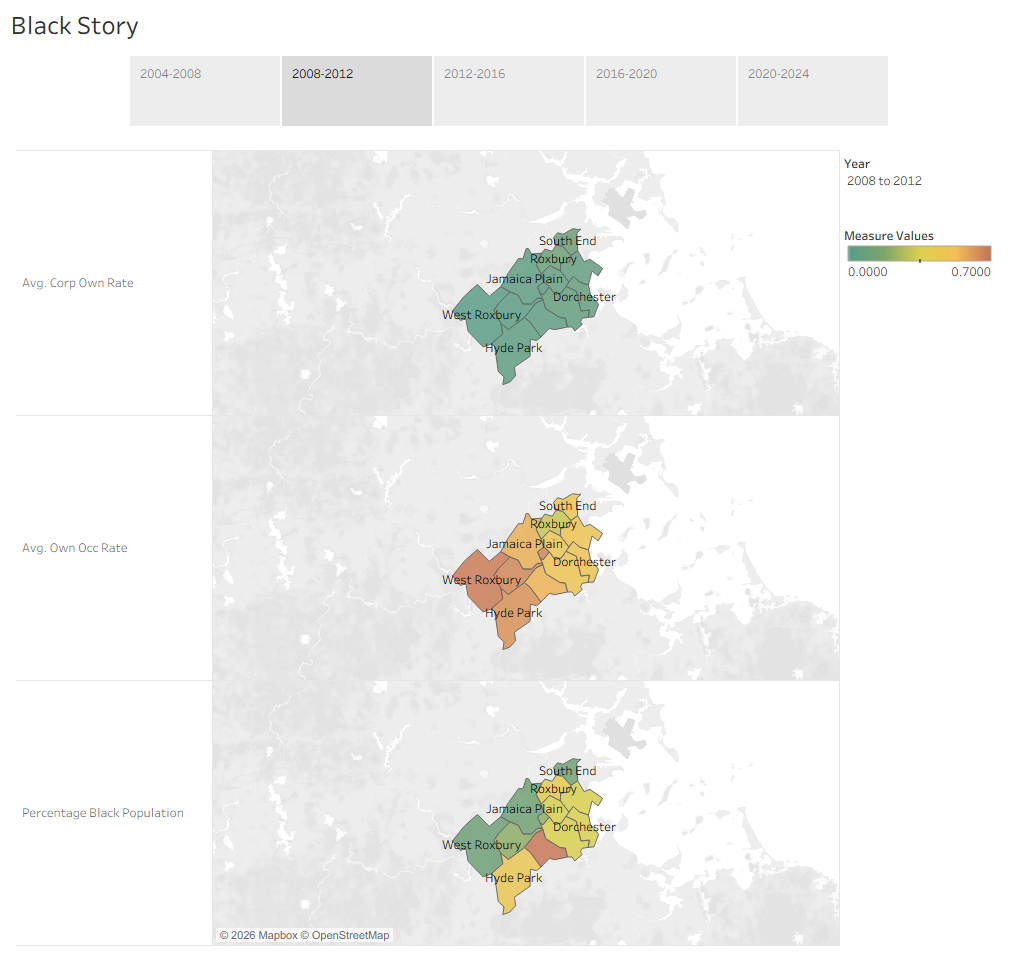 Black Story
2004-2008
2008-2012
2012-2016
2016-2020
2020-2024
Year
2008 to 2012
Measure Values
0.0000 0.7000
Avg. Corp Own Rate
South End
Roxbury
Jamaica Plain
Dorchester
West Roxbury
Hyde Park
Avg. Own Occ Rate
South End
Roxbury
Jamaica Plain
Dorchester
West Roxbury
Hyde Park
Percentage Black Population
South End
Roxbury
Jamaica Plain
Dorchester
West Roxbury
Hyde Park
© 2026 Mapbox © OpenStreetMap